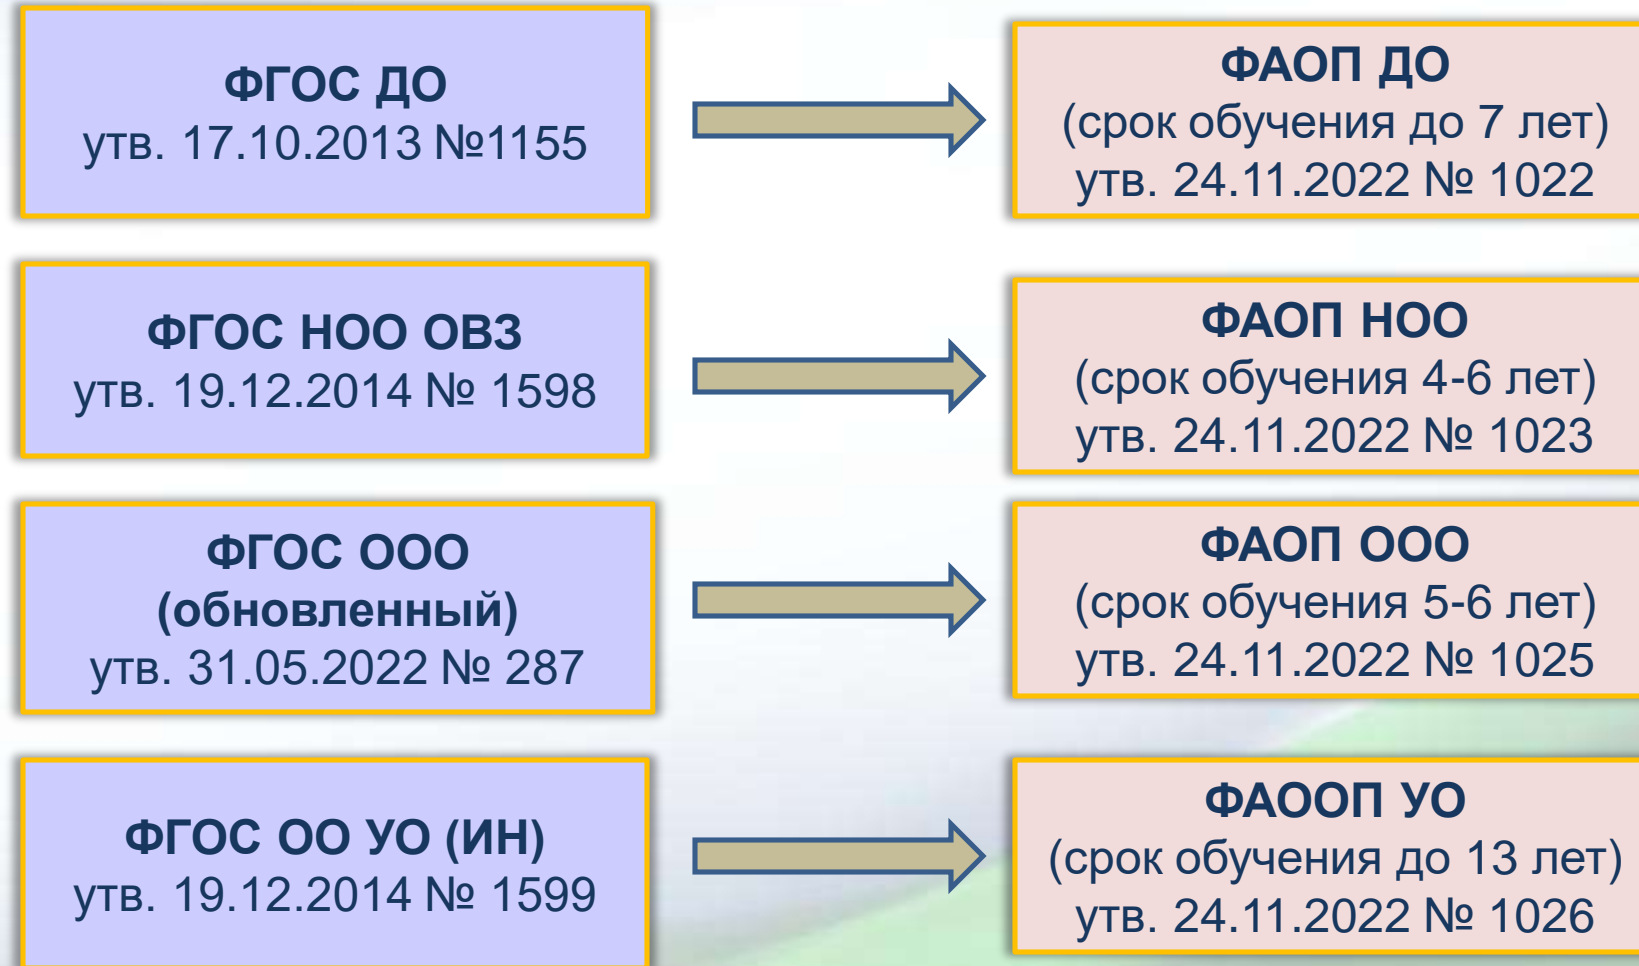 ФГОС ДО
утв. 17.10.2013 №1155
ФАОП ДО
(срок обучения до 7 лет)
утв. 24.11.2022 № 1022
ФГОС НОО ОВЗ
утв. 19.12.2014 № 1598
ФАОП НОО
(срок обучения 4-6 лет)
утв. 24.11.2022 № 1023
ФГОС ООО
(обновленный)
утв. 31.05.2022 № 287
ФАОП ООО
(срок обучения 5-6 лет)
утв. 24.11.2022 № 1025
ФГОС ОО УО (ИН)
утв. 19.12.2014 № 1599
ФАООП УО
(срок обучения до 13 лет)
утв. 24.11.2022 № 1026